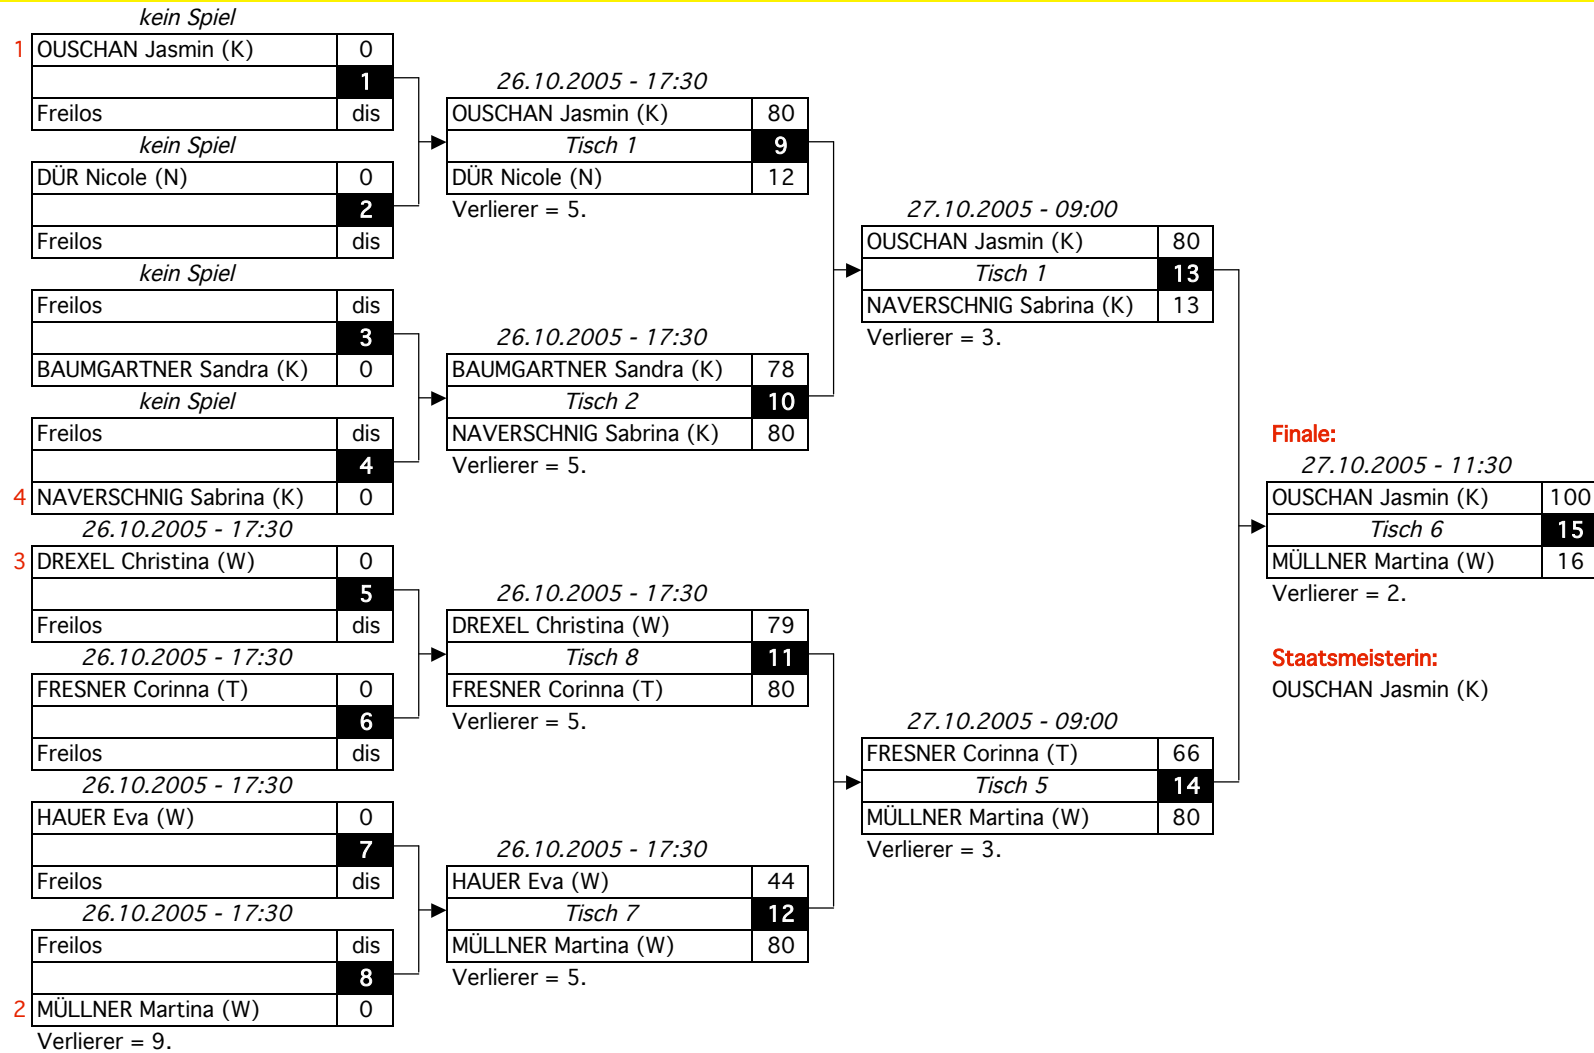 kein Spiel
1 OUSCHAN Jasmin (K) 0
1
Freilos dis
kein Spiel
DÜR Nicole (N) 0
2
Freilos dis
kein Spiel
Freilos dis
3
BAUMGARTNER Sandra (K) 0
kein Spiel
Freilos dis
4
4 NAVERSCHNIG Sabrina (K) 0
26.10.2005 - 17:30
3 DREXEL Christina (W) 0
5
Freilos dis
26.10.2005 - 17:30
FRESNER Corinna (T) 0
6
Freilos dis
26.10.2005 - 17:30
HAUER Eva (W) 0
7
Freilos dis
26.10.2005 - 17:30
Freilos dis
8
2 MÜLLNER Martina (W) 0
Verlierer = 9.
26.10.2005 - 17:30
OUSCHAN Jasmin (K) 80
Tisch 1 9
DÜR Nicole (N) 12
Verlierer = 5.
26.10.2005 - 17:30
BAUMGARTNER Sandra (K) 78
Tisch 2 10
NAVERSCHNIG Sabrina (K) 80
Verlierer = 5.
26.10.2005 - 17:30
DREXEL Christina (W) 79
Tisch 8 11
FRESNER Corinna (T) 80
Verlierer = 5.
26.10.2005 - 17:30
HAUER Eva (W) 44
Tisch 7 12
MÜLLNER Martina (W) 80
Verlierer = 5.
27.10.2005 - 09:00
OUSCHAN Jasmin (K) 80
Tisch 1 13
NAVERSCHNIG Sabrina (K) 13
Verlierer = 3.
27.10.2005 - 09:00
FRESNER Corinna (T) 66
Tisch 5 14
MÜLLNER Martina (W) 80
Verlierer = 3.
Finale:
27.10.2005 - 11:30
OUSCHAN Jasmin (K) 100
Tisch 6 15
MÜLLNER Martina (W) 16
Verlierer = 2.
Staatsmeisterin:
OUSCHAN Jasmin (K)